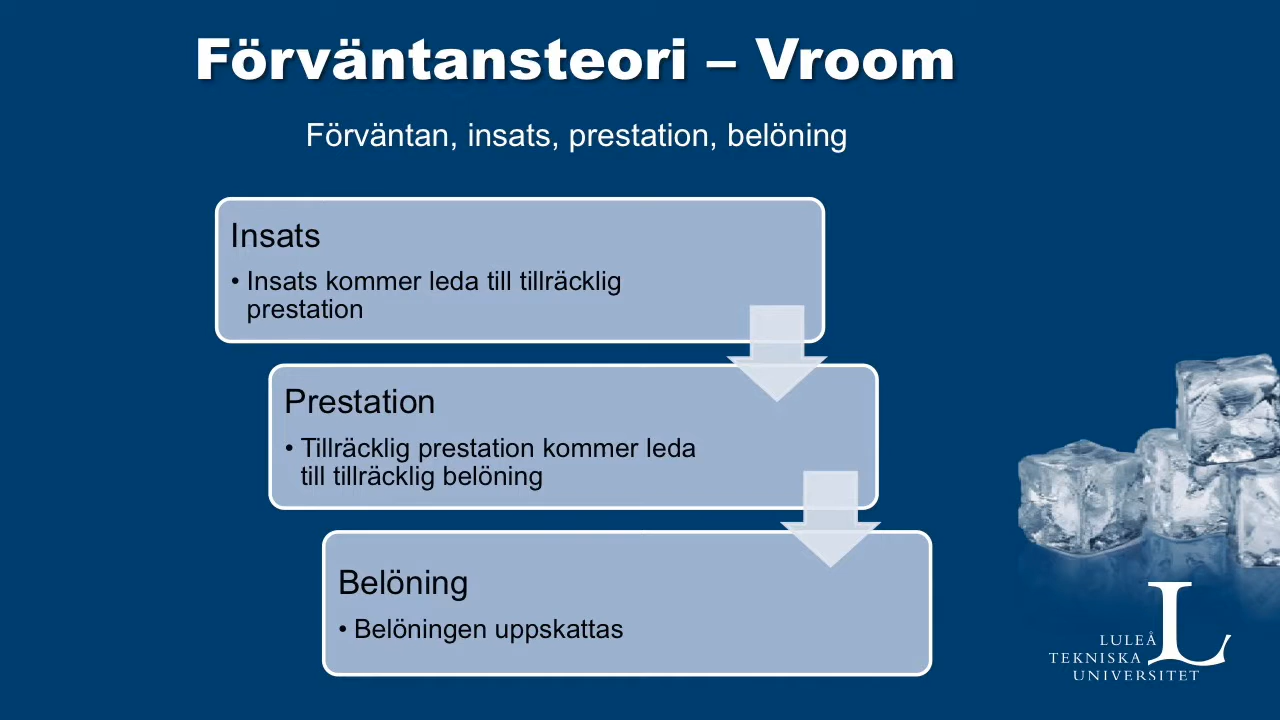 Förväntansteori – Vroom
Förväntan, insats, prestation, belöning
Insats
• Insats kommer leda till tillräcklig
prestation
Prestation
• Tillräcklig prestation kommer leda
till tillräcklig belöning
Belöning
• Belöningen uppskattas
L
LULEÅ
TEKNISKA
UNIVERSITET